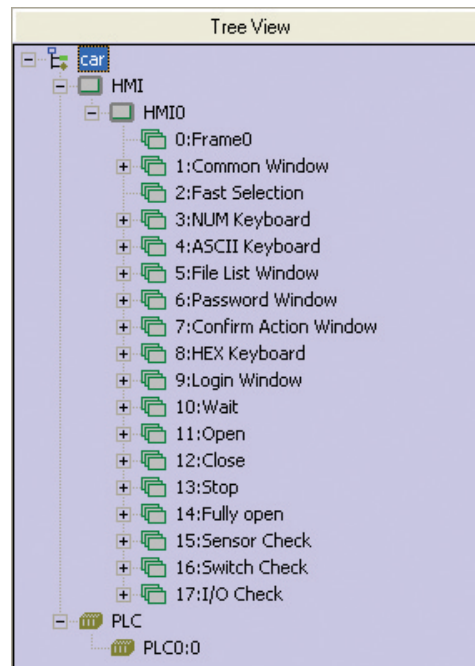 Tree View
car
HMI
HMI0
0:Frame0
1:Common Window
2:Fast Selection
3:NUM Keyboard
4:ASCII Keyboard
5:File List Window
6:Password Window
7:Confirm Action Window
8:HEX Keyboard
9:Login Window
10:Wait
11:Open
12:Close
13:Stop
14:Fully open
15:Sensor Check
16:Switch Check
17:I/O Check
PLC
PLC0:0